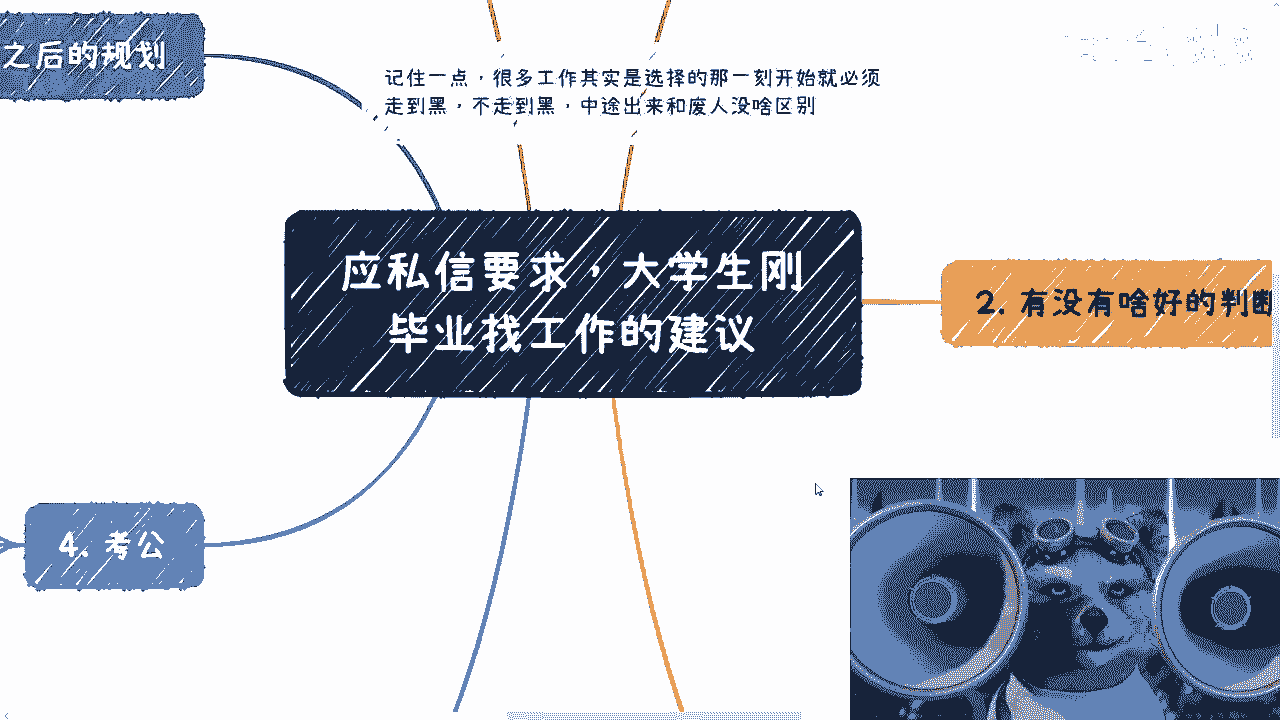 之后的规划
记住一点，很多工作其实是选择的那一刻开始就必须
走到黑，不走到黑，中途出来和废人没啥区别
应私信要求，大学生刚
毕业找工作的建议
2. 有没有啥好的判断
4. 考公